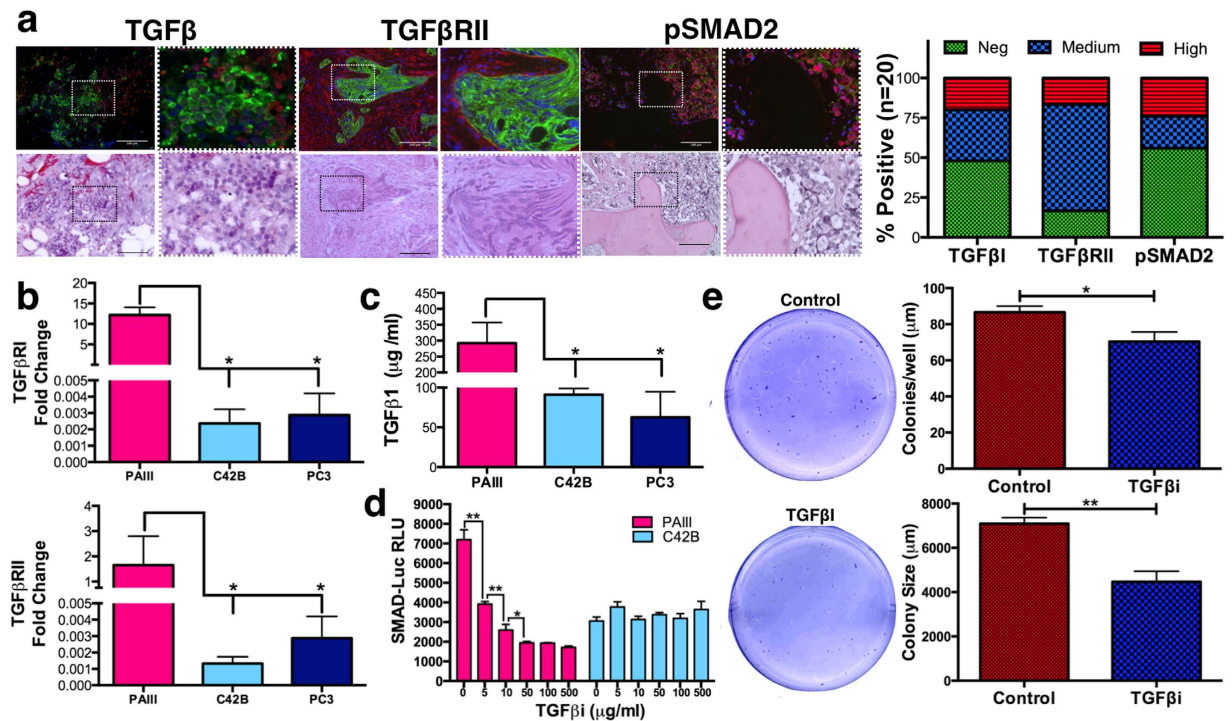 a
TGFβ TGFβRII pSMAD2
Neg Medium High
% Positive (n=20)
100
75
50
25
0
TGFβI TGFβRII pSMAD2
b
TGFβRI
Fold Change
20
15
10
5
0.005
0.004
0.003
0.002
0.001
0.000
* *
PAIII C42B PC3
TGFβRII
Fold Change
4
3
2
1
0.005
0.004
0.003
0.002
0.001
0.000
* *
PAIII C42B PC3
c
TGFβ1 (μg /ml)
450
400
350
300
250
200
150
100
50
0
* *
PAIII C42B PC3
d
SMAD-Luc RLU
9000
8000
7000
6000
5000
4000
3000
2000
1000
0
** ** *
PAIII
C42B
0 5 10 50 100 500 0 5 10 50 100 500
TGFβi (μg/ml)
e
Control
TGFβI
Colonies/well (μm)
100
80
60
40
20
0
*
Control TGFβi
Colony Size (μm)
8000
6000
4000
2000
0
**
Control TGFβi